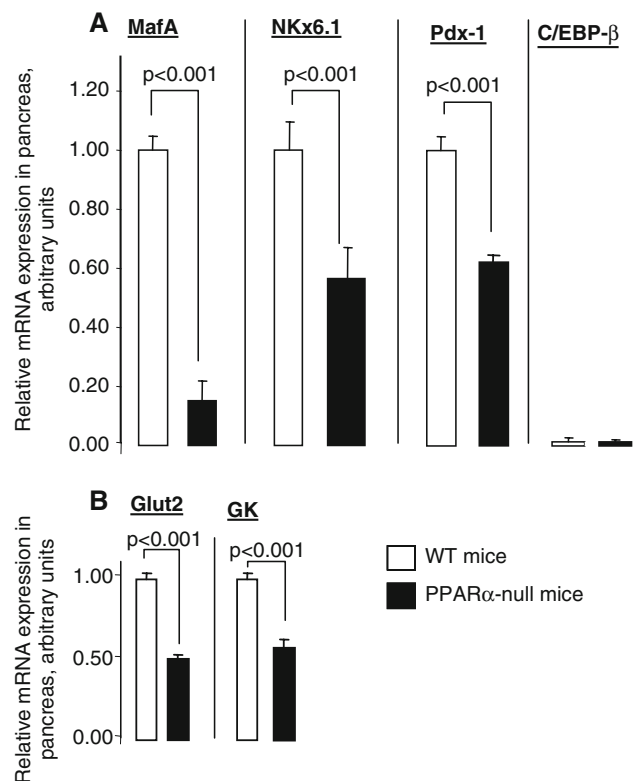 A
MafA
NKx6.1
Pdx-1
C/EBP-β
p<0.001
p<0.001
p<0.001
Relative mRNA expression in pancreas,
arbitrary units
1.20
1.00
0.80
0.60
0.40
0.20
0.00
B
Glut2
GK
p<0.001
p<0.001
Relative mRNA expression in
pancreas, arbitrary units
1.00
0.50
0.00
WT mice
PPARα-null mice